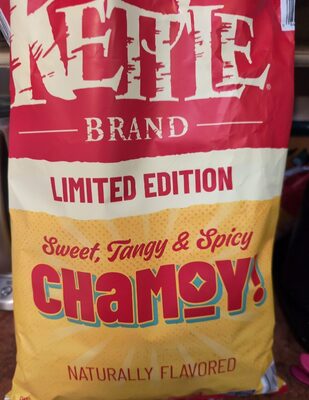 KETTLE
BRAND
LIMITED EDITION
Sweet, Tangy & Spicy
CHaMOY!
NATURALLY FLAVORED